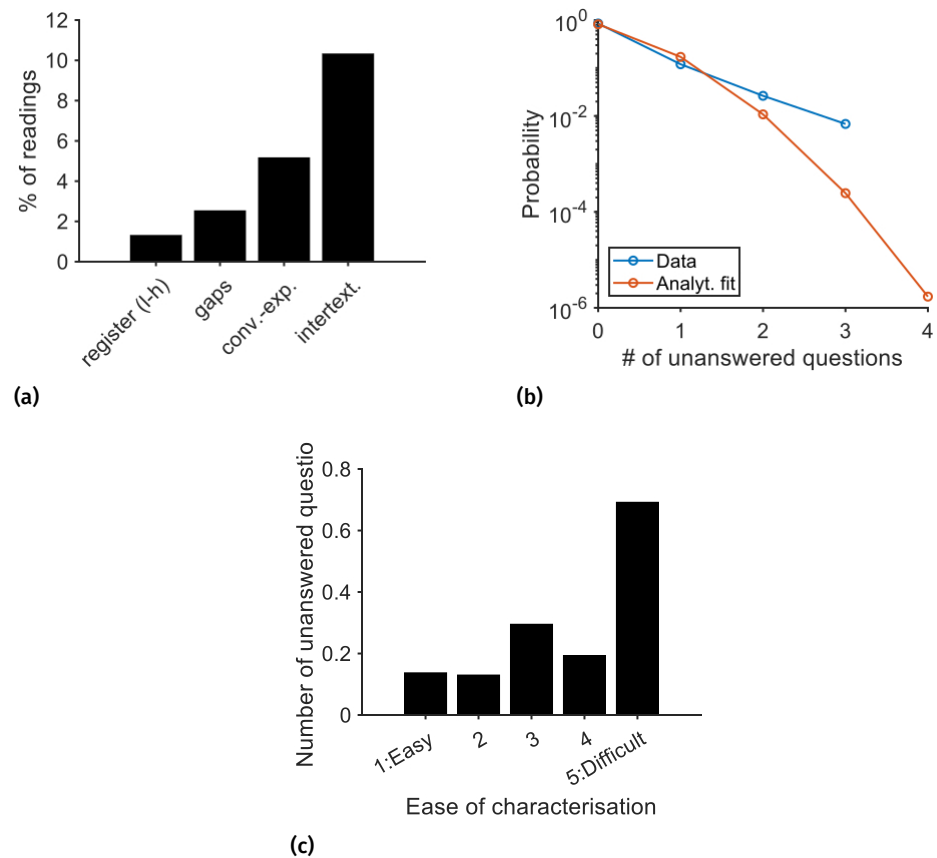 12
10
8
6
4
2
0
% of readings
register (l-h)
gaps
conv.-exp.
intertext.
(a)
10^0
10^-2
10^-4
10^-6
Probability
Data
Analyt. fit
0 1 2 3 4
# of unanswered questions
(b)
0.8
0.6
0.4
0.2
0
Number of unanswered questio
1:Easy
2
3
4
5:Difficult
Ease of characterisation
(c)